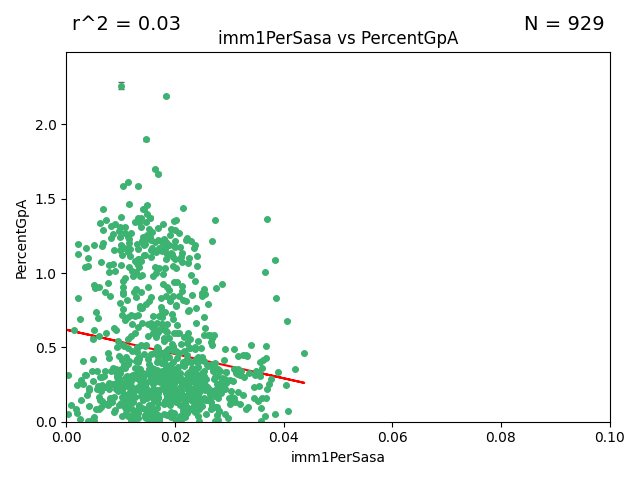 r^2 = 0.03
N = 929
imm1PerSasa vs PercentGpA
2.0
1.5
1.0
0.5
0.0
PercentGpA
0.00 0.02 0.04 0.06 0.08 0.10
imm1PerSasa